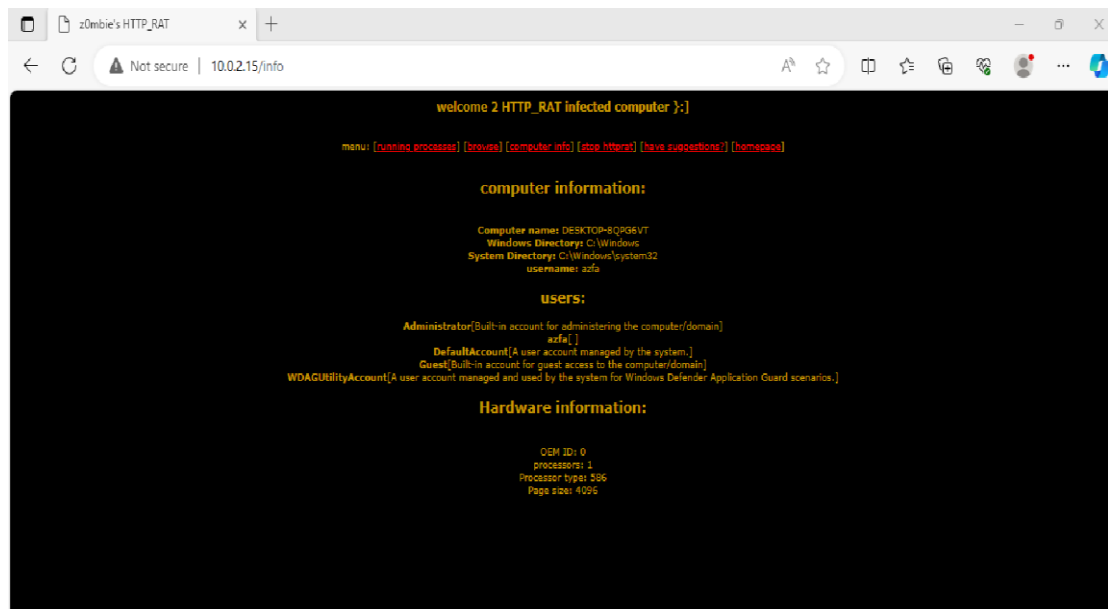 z0mbie's HTTP_RAT
Not secure | 10.0.2.15/info
welcome 2 HTTP_RAT infected computer }:]
menu: [running processes] [browse] [computer info] [stop httprat] [have suggestions?] [homepage]
computer information:
Computer name: DESKTOP-8QPG6VT
Windows Directory: C:\Windows
System Directory: C:\Windows\system32
username: azfa
users:
Administrator[Built-in account for administering the computer/domain]
azfa[ ]
DefaultAccount[A user account managed by the system.]
Guest[Built-in account for guest access to the computer/domain]
WDAGUtilityAccount[A user account managed and used by the system for Windows Defender Application Guard scenarios.]
Hardware information:
OEM ID: 0
processors: 1
Processor type: 586
Page size: 4096